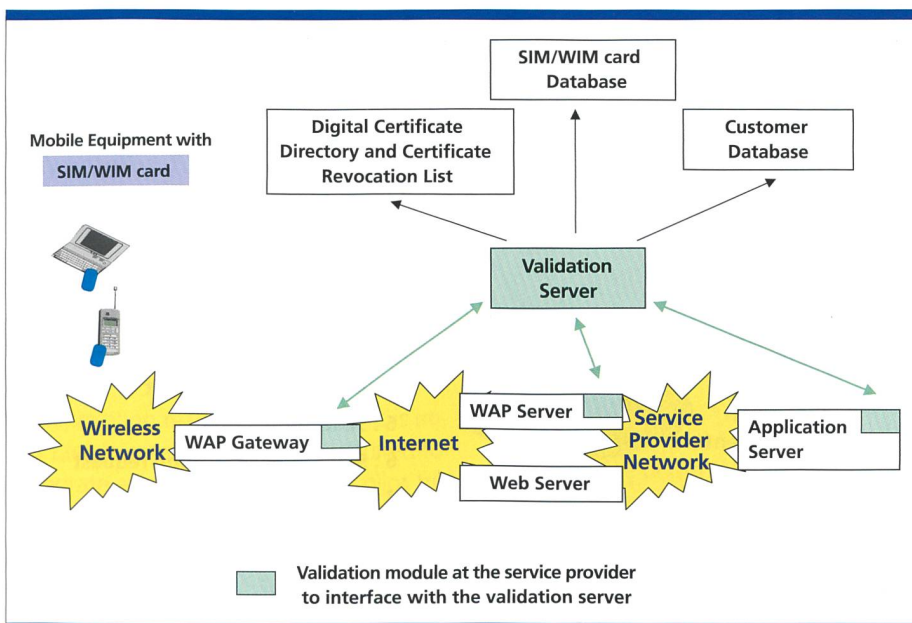 SIM/WIM card
Database
Mobile Equipment with
SIM/WIM card
Digital Certificate
Directory and Certificate
Revocation List
Customer
Database
Validation
Server
Wireless
Network
WAP Gateway
Internet
WAP Server
Web Server
Service
Provider
Network
Application
Server
Validation module at the service provider
to interface with the validation server